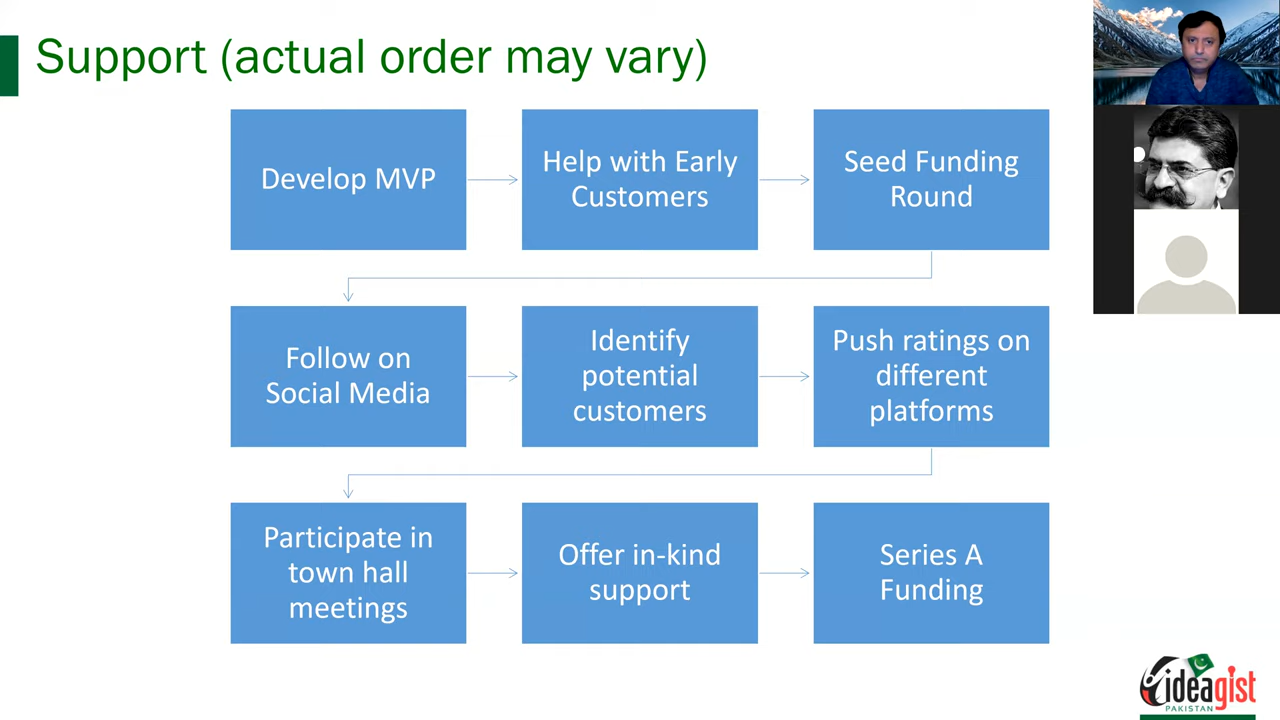 Support (actual order may vary)
Develop MVP
Help with Early
Customers
Seed Funding
Round
Follow on
Social Media
Identify
potential
customers
Push ratings on
different
platforms
Participate in
town hall
meetings
Offer in-kind
support
Series A
Funding
ideagist
PAKISTAN